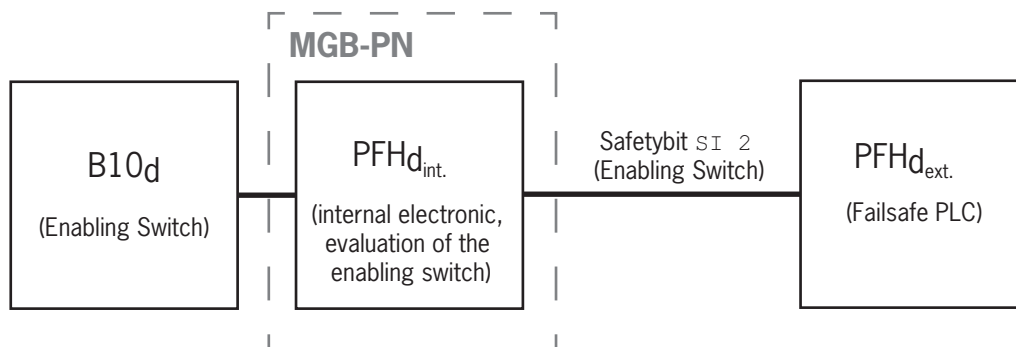 MGB-PN
B10d
(Enabling Switch)
PFHdint.
(internal electronic,
evaluation of the
enabling switch)
Safetybit SI 2
(Enabling Switch)
PFHdext.
(Failsafe PLC)